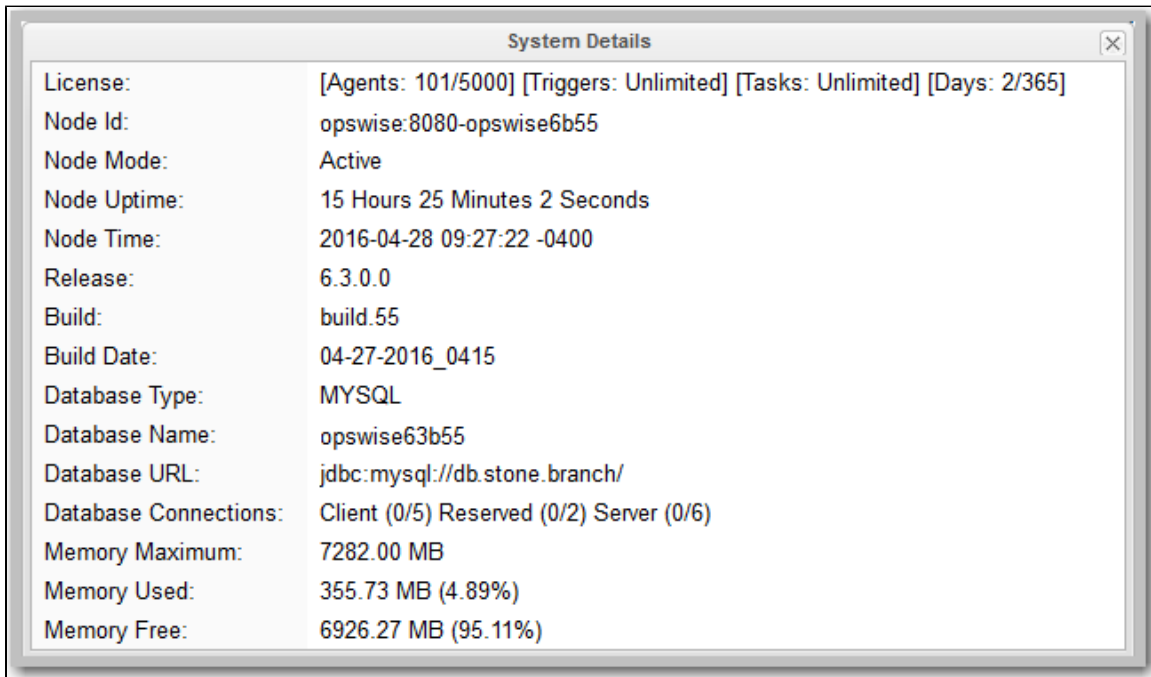 System Details
License: [Agents: 101/5000] [Triggers: Unlimited] [Tasks: Unlimited] [Days: 2/365]
Node Id: opswise:8080-opswise6b55
Node Mode: Active
Node Uptime: 15 Hours 25 Minutes 2 Seconds
Node Time: 2016-04-28 09:27:22 -0400
Release: 6.3.0.0
Build: build.55
Build Date: 04-27-2016_0415
Database Type: MYSQL
Database Name: opswise63b55
Database URL: jdbc:mysql://db.stone.branch/
Database Connections: Client (0/5) Reserved (0/2) Server (0/6)
Memory Maximum: 7282.00 MB
Memory Used: 355.73 MB (4.89%)
Memory Free: 6926.27 MB (95.11%)